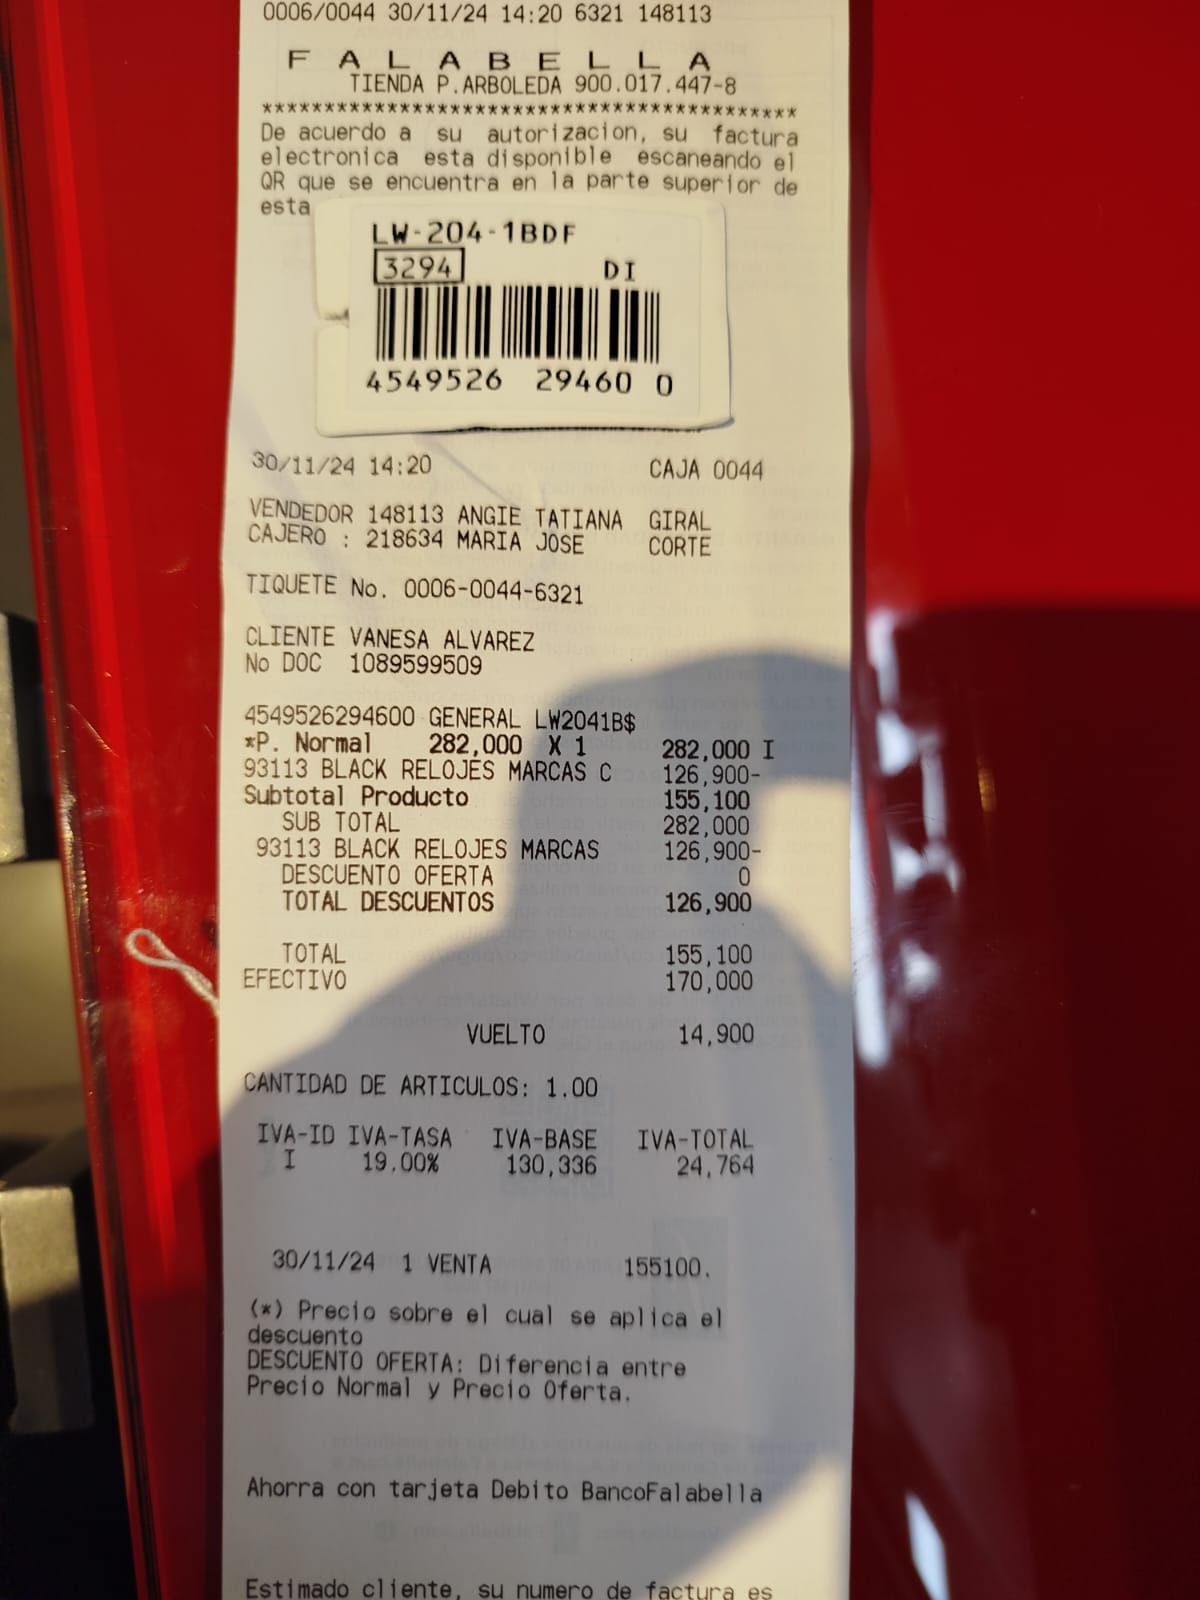 0006/0044 30/11/24 14:20 6321 148113
F A L A B E L L A
TIENDA P.ARBOLEDA 900.017.447-8
*******************************************
De acuerdo a su autorizacion, su factura
electronica esta disponible escaneando el
QR que se encuentra en la parte superior de
esta
LW-204-1BDF
3294 DI
4549526 29460 0
30/11/24 14:20 CAJA 0044
VENDEDOR 148113 ANGIE TATIANA GIRAL
CAJERO : 218634 MARIA JOSE CORTE
TIQUETE No. 0006-0044-6321
CLIENTE VANESA ALVAREZ
No DOC 1089599509
4549526294600 GENERAL LW2041B$
*P. Normal 282,000 X 1 282,000 I
93113 BLACK RELOJES MARCAS C 126,900-
Subtotal Producto 155,100
SUB TOTAL 282,000
93113 BLACK RELOJES MARCAS 126,900-
DESCUENTO OFERTA 0
TOTAL DESCUENTOS 126,900
TOTAL 155,100
EFECTIVO 170,000
VUELTO 14,900
CANTIDAD DE ARTICULOS: 1.00
IVA-ID IVA-TASA IVA-BASE IVA-TOTAL
I 19.00% 130,336 24,764
30/11/24 1 VENTA 155100.
(*) Precio sobre el cual se aplica el
descuento
DESCUENTO OFERTA: Diferencia entre
Precio Normal y Precio Oferta.
Ahorra con tarjeta Debito BancoFalabella
Estimado cliente, su numero de factura es